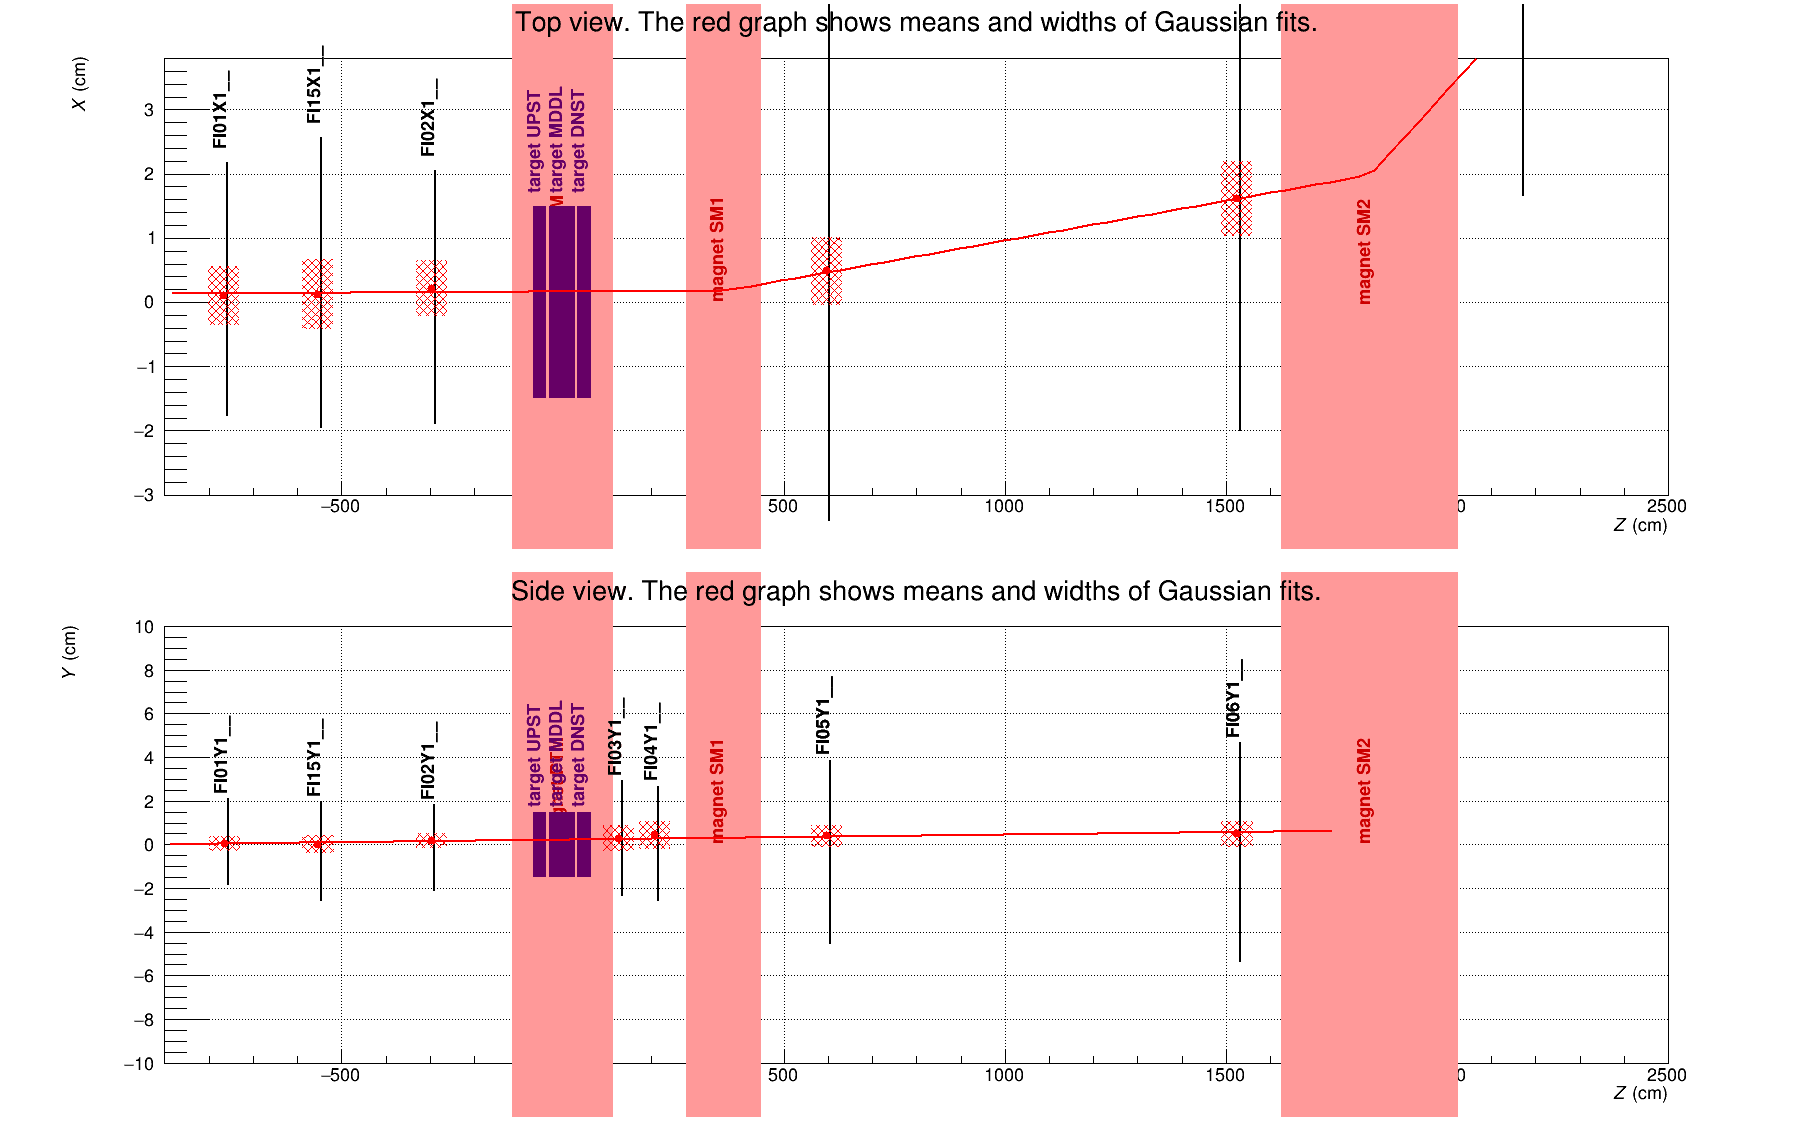 Top view. The red graph shows means and widths of Gaussian fits.
X (cm)
3
2
1
0
−1
−2
−3
FI01X1__
FI15X1__
FI02X1__
target UPST
target MDDL
target DNST
magnet SM1
magnet SM2
−500
500
1000
1500
0
2500
Z (cm)
Side view. The red graph shows means and widths of Gaussian fits.
Y (cm)
10
8
6
4
2
0
−2
−4
−6
−8
−10
FI01Y1__
FI15Y1__
FI02Y1__
target UPST
target MDDL
target DNST
FI03Y1__
FI04Y1__
magnet SM1
FI05Y1__
FI06Y1__
magnet SM2
−500
500
1000
1500
0
2500
Z (cm)